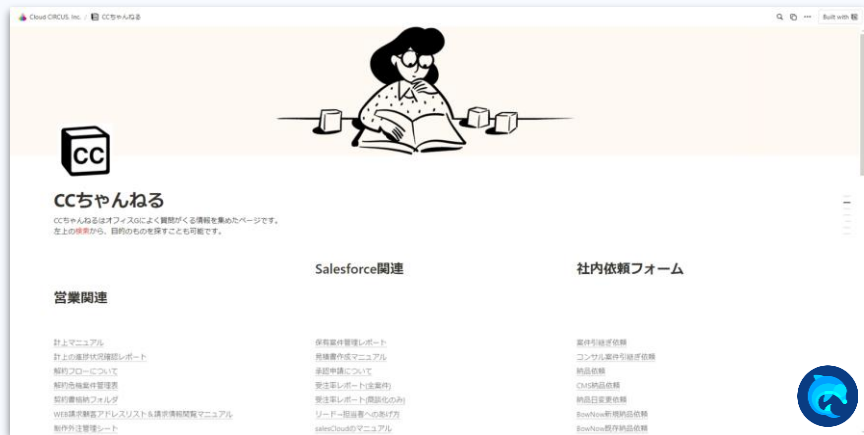 Cloud CIRCUS, Inc. / CCちゃんねる
Built with
CC
CCちゃんねる
CCちゃんねるはオフィスGによく質問がくる情報を集めたページです。
左上の検索から、目的のものを探すことも可能です。
営業関連
計上マニュアル
計上の進捗状況確認レポート
解約フローについて
解約危機案件管理表
契約書格納フォルダ
WEB請求顧客アドレスリスト＆請求情報閲覧マニュアル
制作外注管理シート
Salesforce関連
保有案件管理レポート
見積書作成マニュアル
承認申請について
受注率レポート(全案件)
受注率レポート(商談化のみ)
リード→担当者へのあげ方
salesCloudのマニュアル
社内依頼フォーム
案件引継ぎ依頼
コンサル案件引継ぎ依頼
納品依頼
CMS納品依頼
納品日変更依頼
BowNow新規納品依頼
BowNow既存納品依頼